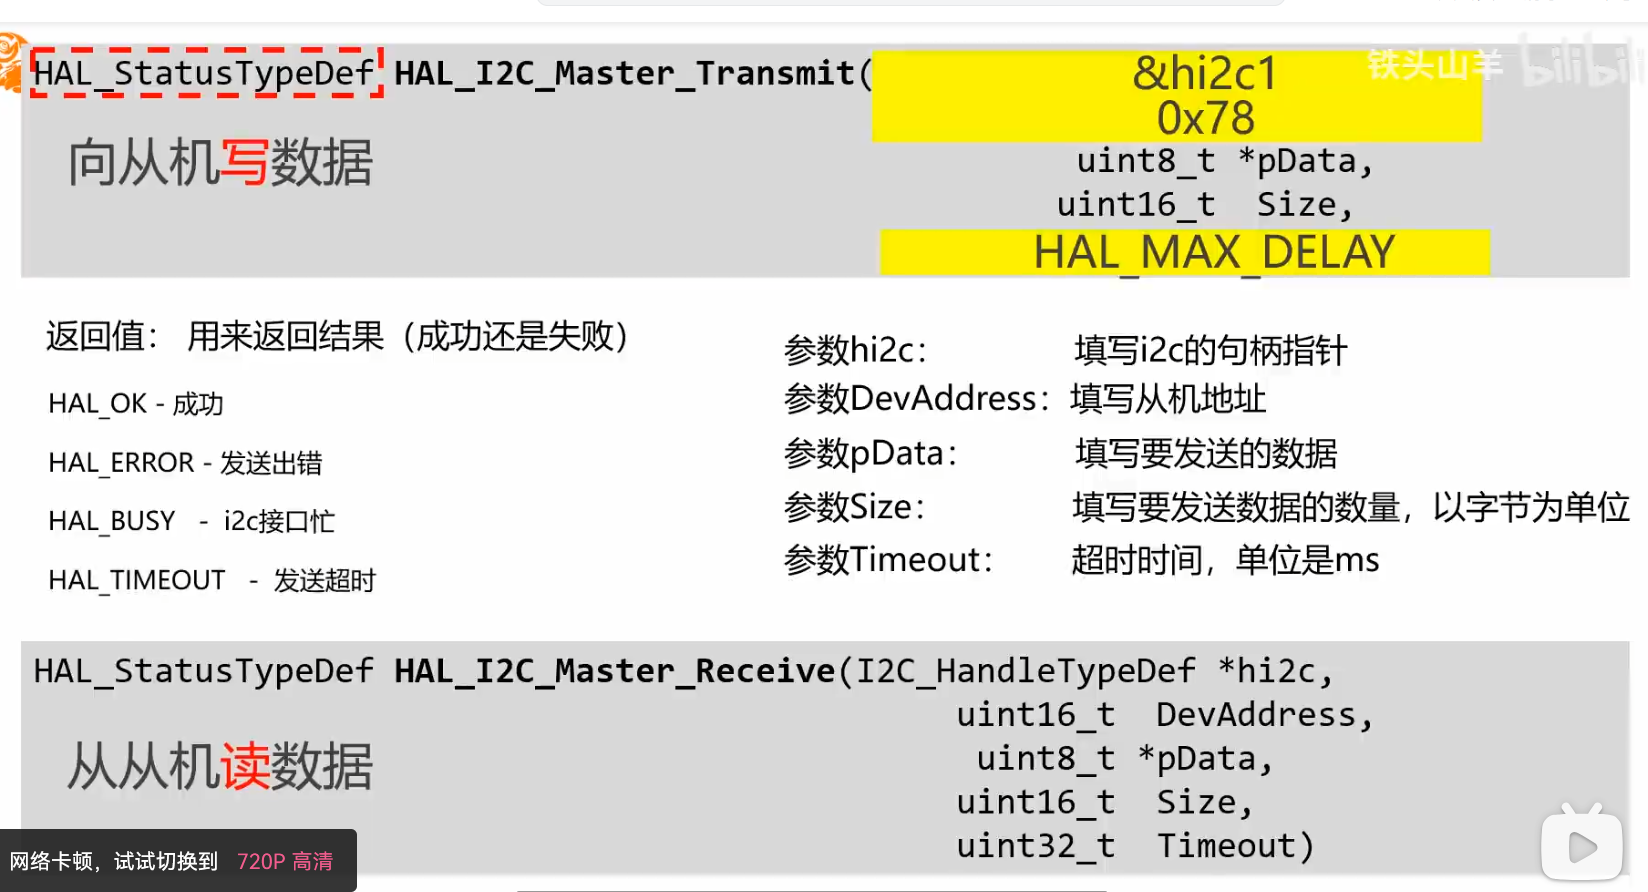 HAL_StatusTypeDef HAL_I2C_Master_Transmit(
&hi2c1
铁头山羊 bilibili
0x78
向从机写数据
uint8_t *pData,
uint16_t Size,
HAL_MAX_DELAY
返回值： 用来返回结果（成功还是失败）
HAL_OK - 成功
HAL_ERROR - 发送出错
HAL_BUSY - i2c接口忙
HAL_TIMEOUT - 发送超时
参数hi2c： 填写i2c的句柄指针
参数DevAddress： 填写从机地址
参数pData： 填写要发送的数据
参数Size： 填写要发送数据的数量，以字节为单位
参数Timeout： 超时时间，单位是ms
HAL_StatusTypeDef HAL_I2C_Master_Receive(I2C_HandleTypeDef *hi2c,
uint16_t DevAddress,
uint8_t *pData,
uint16_t Size,
uint32_t Timeout)
从从机读数据
网络卡顿，试试切换到 720P 高清